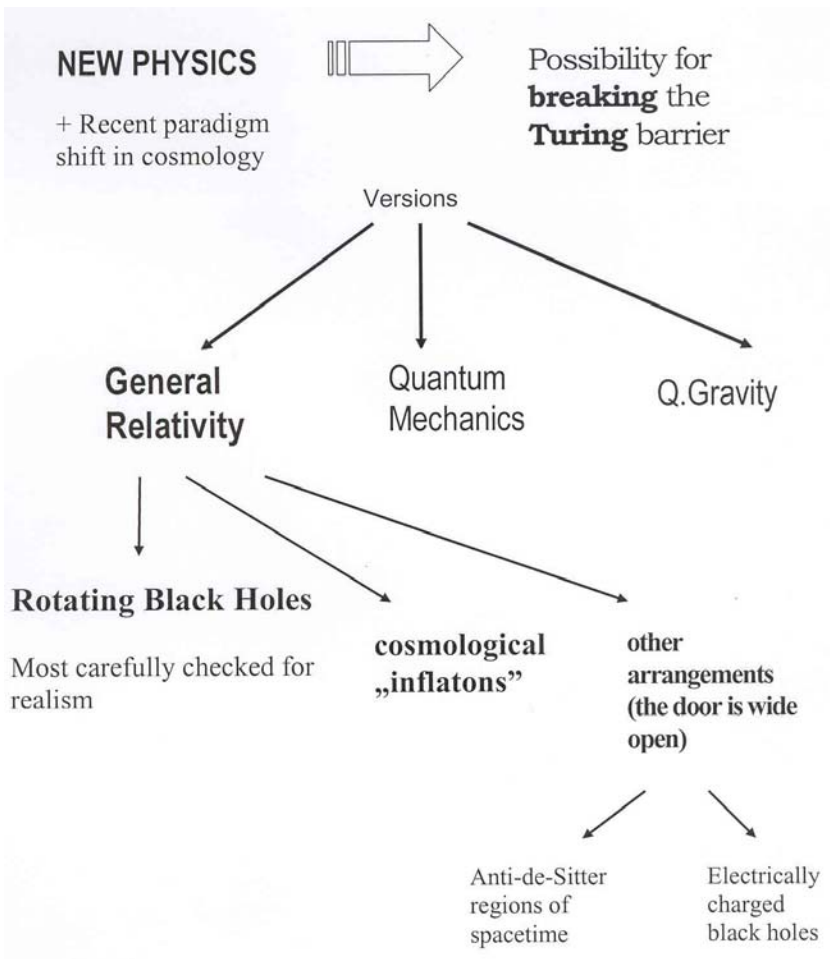 NEW PHYSICS
+ Recent paradigm
shift in cosmology
Possibility for
breaking the
Turing barrier
Versions
General
Relativity
Quantum
Mechanics
Q.Gravity
Rotating Black Holes
Most carefully checked for
realism
cosmological
„inflatons”
other
arrangements
(the door is wide
open)
Anti-de-Sitter
regions of
spacetime
Electrically
charged
black holes